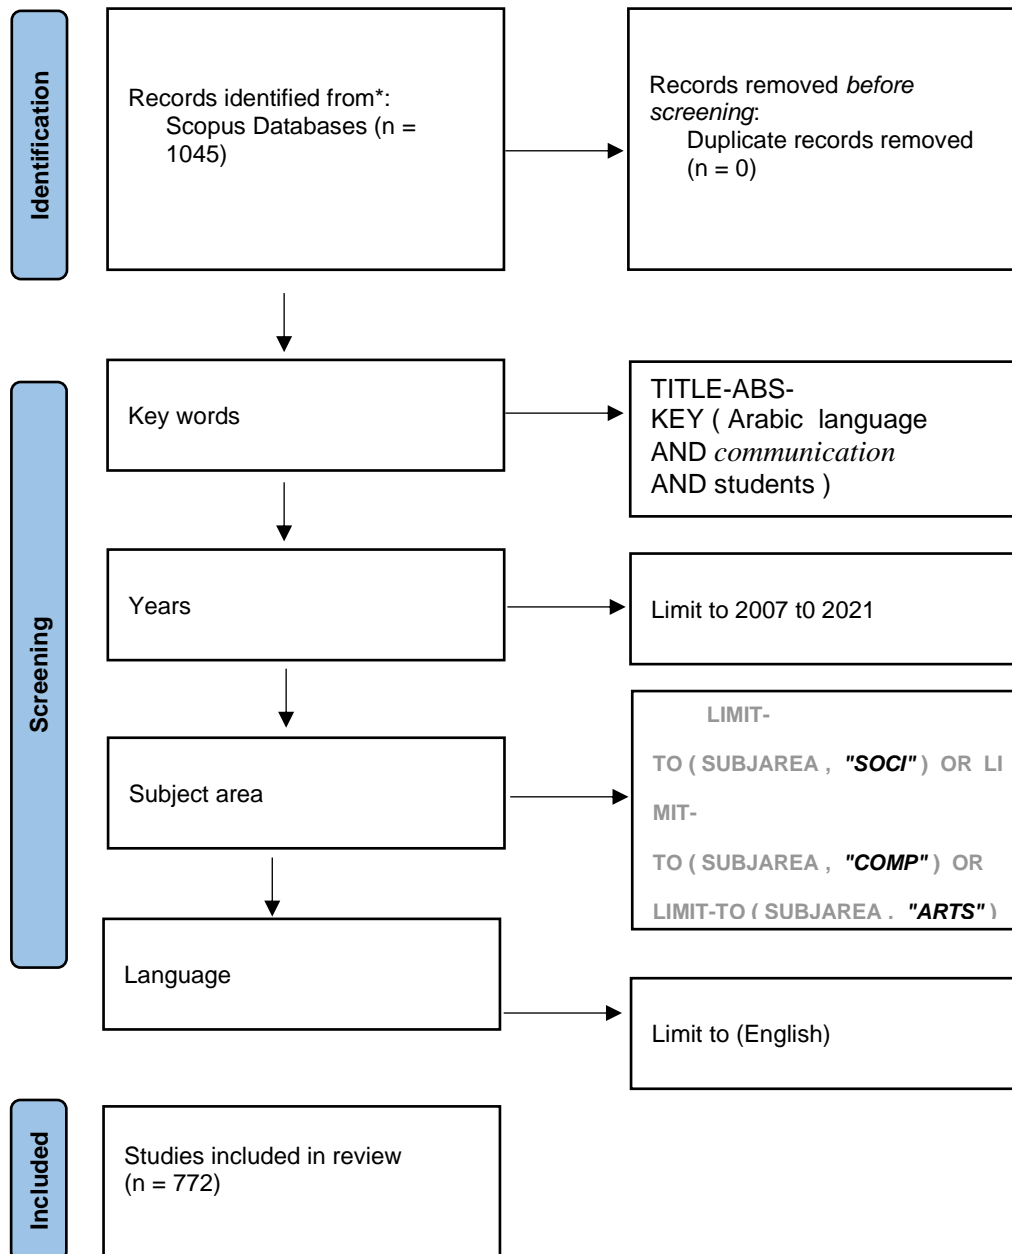 Identification
Records identified from*:
Scopus Databases (n =
1045)
Records removed before
screening:
Duplicate records removed
(n = 0)
Screening
Key words
TITLE-ABS-
KEY ( Arabic language
AND communication
AND students )
Years
Limit to 2007 t0 2021
Subject area
LIMIT-
TO ( SUBJAREA , "SOCI" ) OR LI
MIT-
TO ( SUBJAREA , "COMP" ) OR
LIMIT-TO ( SUBJAREA , "ARTS" )
Language
Limit to (English)
Included
Studies included in review
(n = 772)